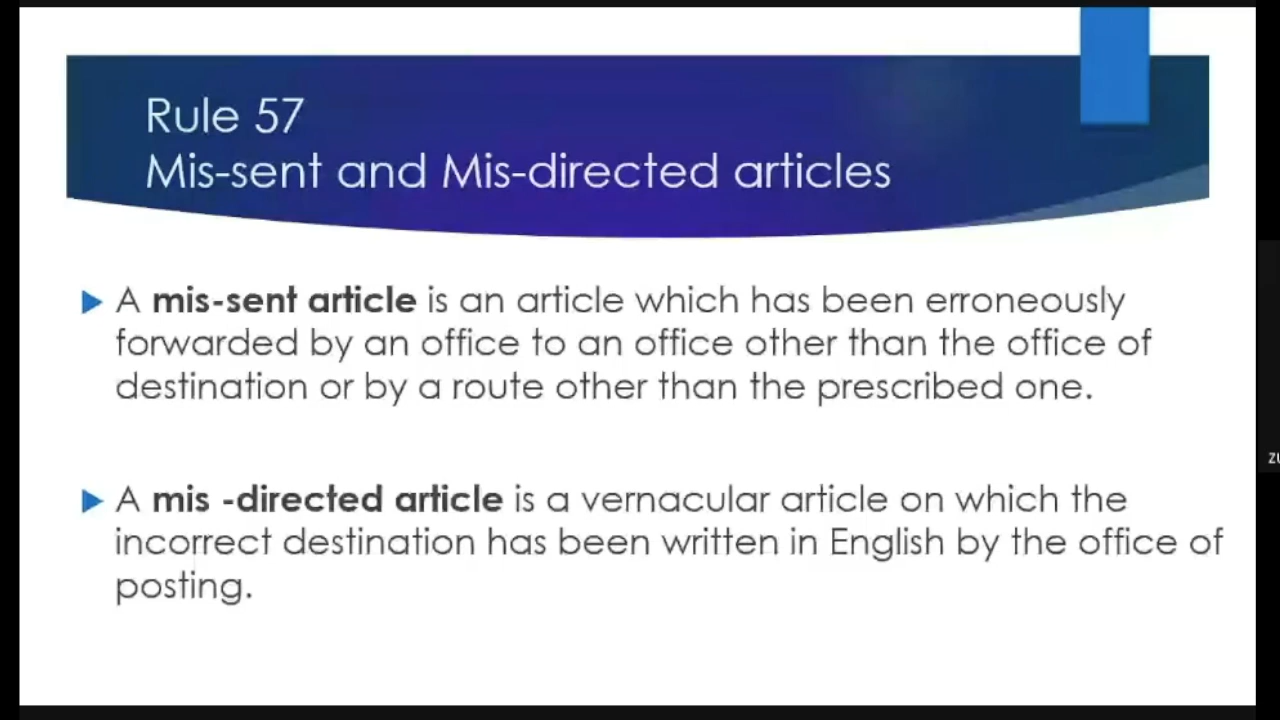 Rule 57
Mis-sent and Mis-directed articles
A mis-sent article is an article which has been erroneously
forwarded by an office to an office other than the office of
destination or by a route other than the prescribed one.
A mis -directed article is a vernacular article on which the
incorrect destination has been written in English by the office of
posting.